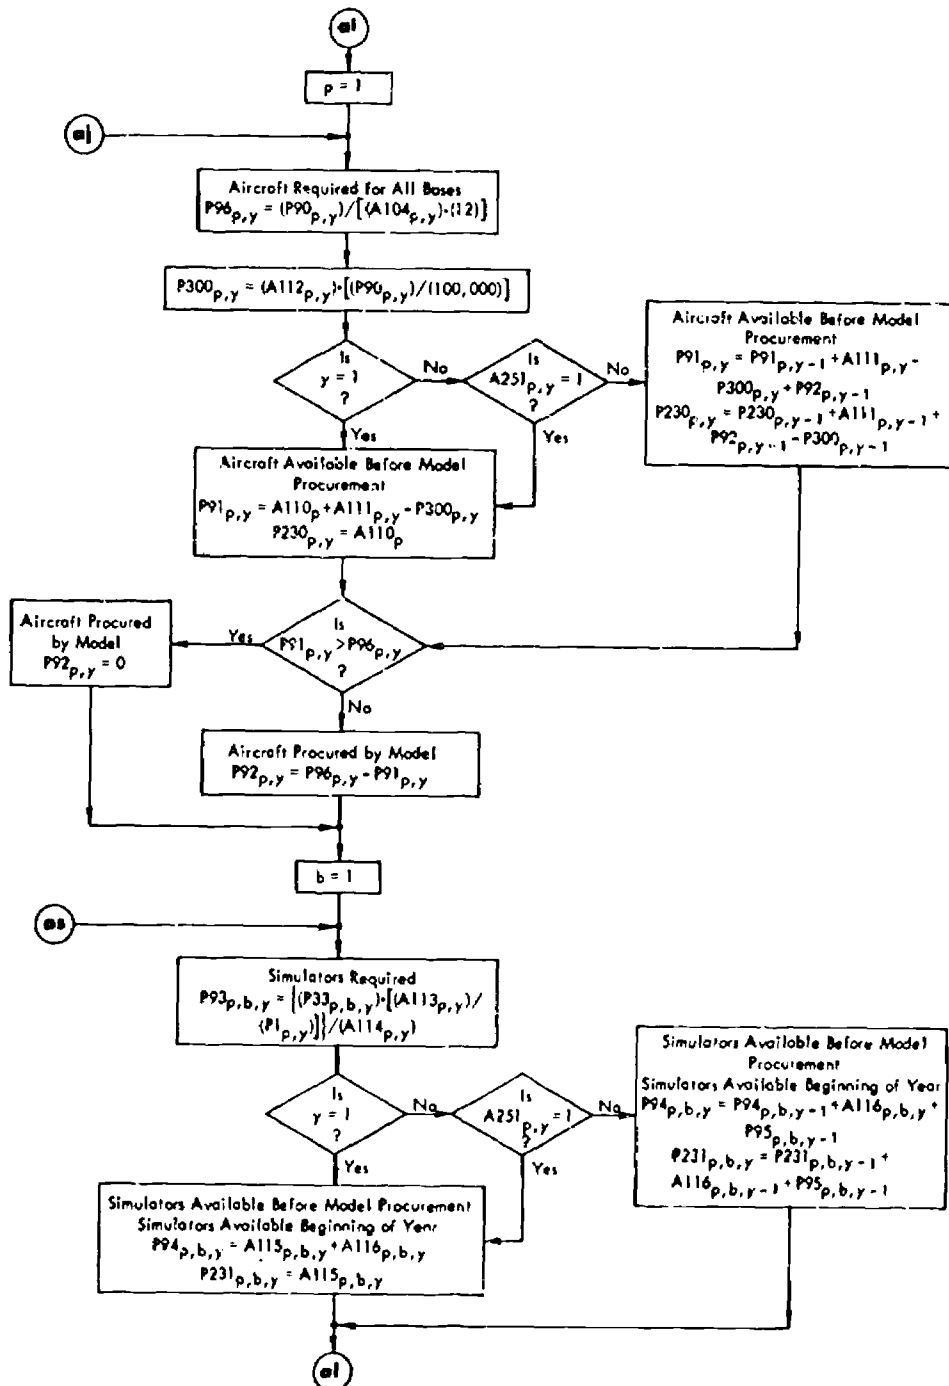 ai
p = 1
aj
Aircraft Required for All Bases
P96p,y = (P90p,y)/[(A104p,y)·(12)]
P300p,y = (A112p,y)·[(P90p,y)/(100,000)]
Is
y = 1
?
No
Is
A251p,y = 1
?
No
Yes
Yes
Aircraft Available Before Model
Procurement
P91p,y = P91p,y-1 + A111p,y -
P300p,y + P92p,y-1
P230p,y = P230p,y-1 + A111p,y-1 +
P92p,y-1 - P300p,y-1
Aircraft Available Before Model
Procurement
P91p,y = A110p + A111p,y - P300p,y
P230p,y = A110p
Is
P91p,y > P96p,y
?
Yes
No
Aircraft Procured
by Model
P92p,y = 0
Aircraft Procured by Model
P92p,y = P96p,y - P91p,y
b = 1
as
Simulators Required
P93p,b,y = {(P33p,b,y)·[(A113p,y)/
(P1p,y)]}/(A114p,y)
Is
y = 1
?
No
Is
A251p,y = 1
?
No
Yes
Yes
Simulators Available Before Model
Procurement
Simulators Available Beginning of Year
P94p,b,y = P94p,b,y-1 + A116p,b,y +
P95p,b,y-1
P231p,b,y = P231p,b,y-1 +
A116p,b,y-1 + P95p,b,y-1
Simulators Available Before Model Procurement
Simulators Available Beginning of Year
P94p,b,y = A115p,b,y + A116p,b,y
P231p,b,y = A115p,b,y